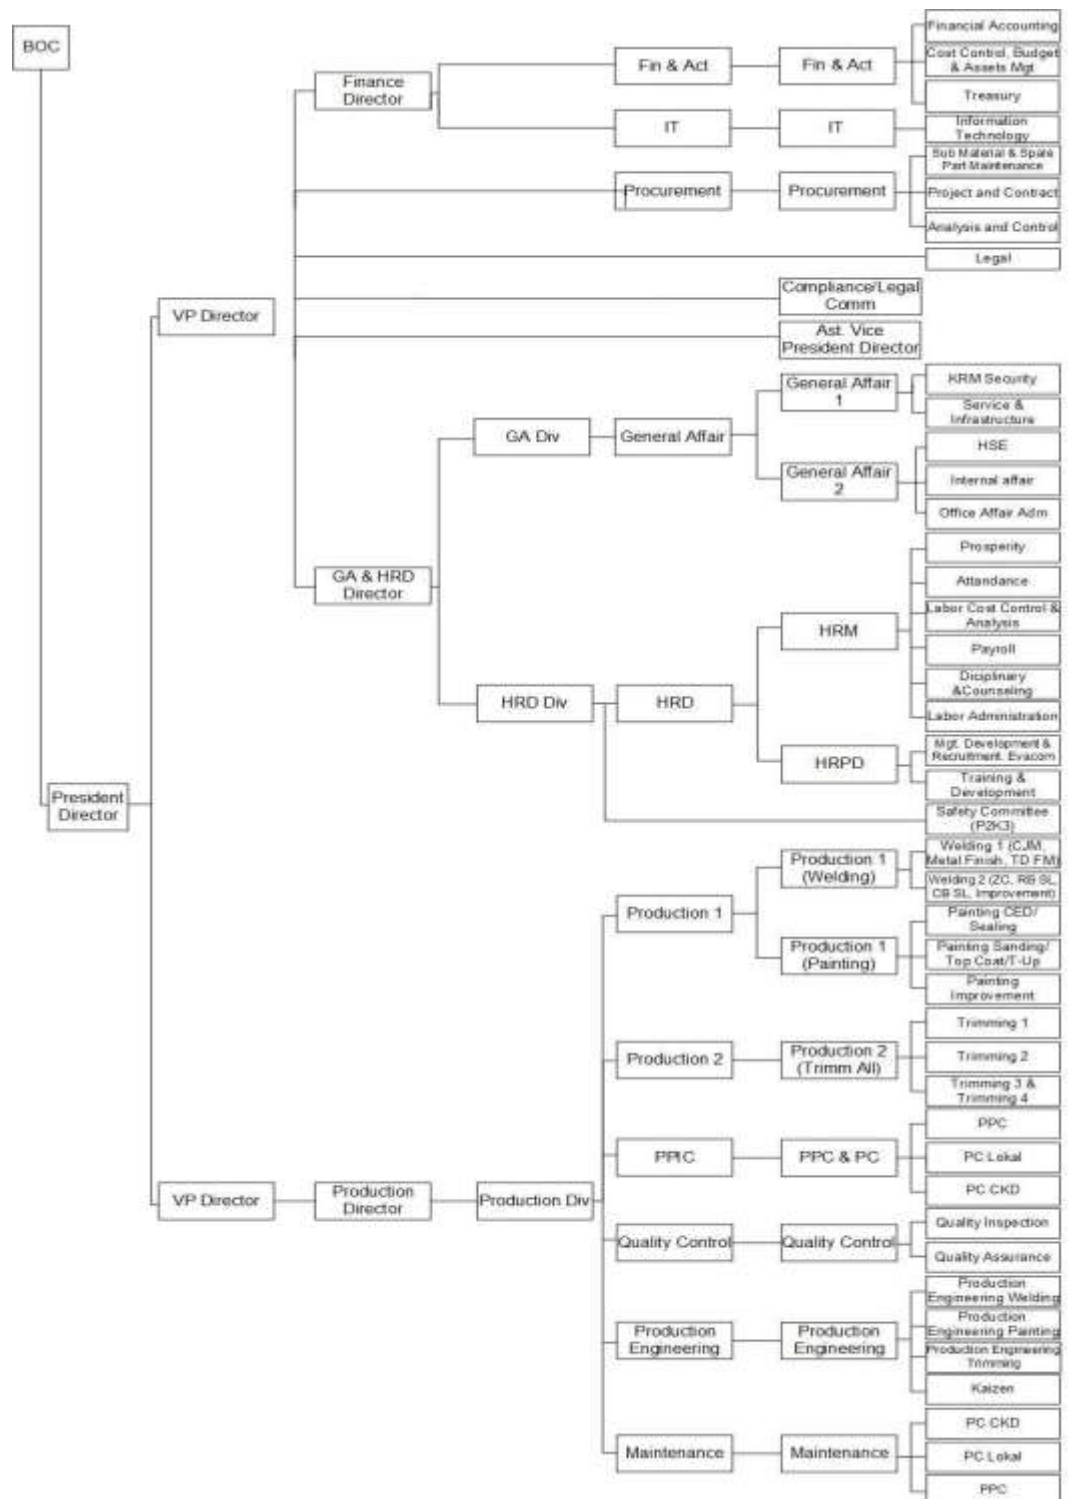 BOC
President
Director
VP Director
Finance
Director
Fin & Act
Fin & Act
Financial Accounting
Cost Control, Budget
& Assets Mgt
Treasury
IT
IT
Information
Technology
Procurement
Procurement
Sub Material & Spare
Part Maintenance
Project and Contract
Analysis and Control
Legal
Compliance/Legal
Comm
Ast. Vice
President Director
GA & HRD
Director
GA Div
General Affair
General Affair
1
KRM Security
Service &
Infrastructure
General Affair
2
HSE
Internal affair
Office Affair Adm
HRD Div
HRD
HRM
Prosperity
Attandance
Labor Cost Control &
Analysis
Payroll
Diciplinary
&Counseling
Labor Administration
HRPD
Mgt. Development &
Recruitment. Evacom
Training &
Development
Safety Committee
(P2K3)
VP Director
Production
Director
Production Div
Production 1
Production 1
(Welding)
Welding 1 (CJM,
Metal Finish, TD FM)
Welding 2 (ZC, RB SL,
CB SL, Improvement)
Production 1
(Painting)
Painting CED/
Sealing
Painting Sanding/
Top Coat/T-Up
Painting
Improvement
Production 2
Production 2
(Trimm All)
Trimming 1
Trimming 2
Trimming 3 &
Trimming 4
PPIC
PPC & PC
PPC
PC Lokal
PC CKD
Quality Control
Quality Control
Quality Inspection
Quality Assurance
Production
Engineering
Production
Engineering
Production
Engineering Welding
Production
Engineering Painting
Production Engineering
Trimming
Kaizen
Maintenance
Maintenance
PC CKD
PC Lokal
PPC